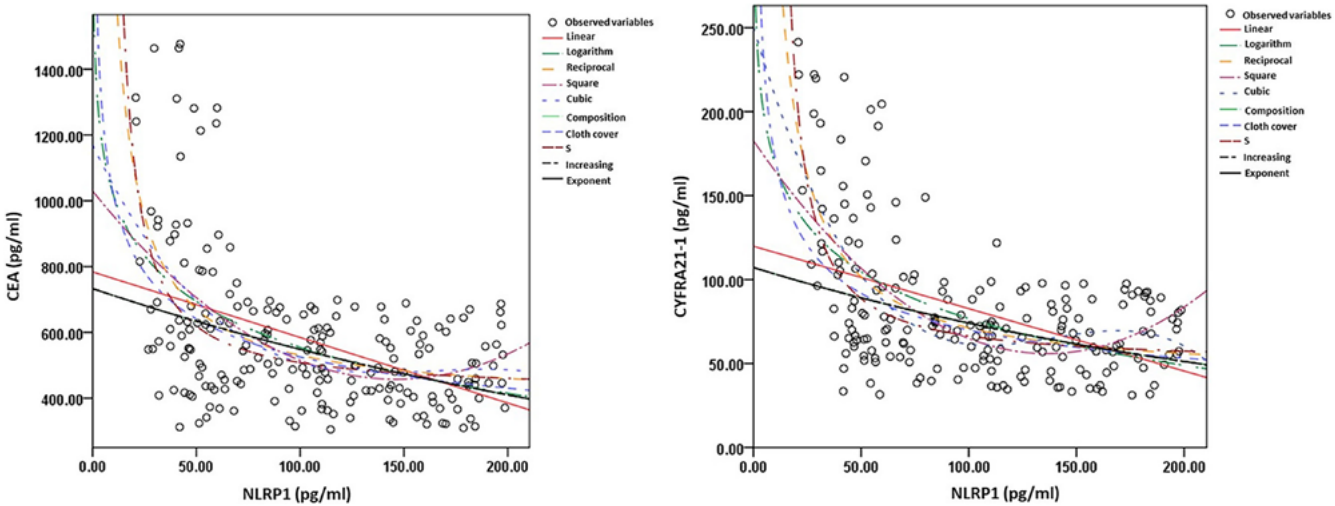 Observed variables
Linear
Logarithm
Reciprocal
Square
Cubic
Composition
Cloth cover
S
Increasing
Exponent
1400.00
1200.00
1000.00
800.00
600.00
400.00
CEA (pg/ml)
0.00 50.00 100.00 150.00 200.00
NLRP1 (pg/ml)
Observed variables
Linear
Logarithm
Reciprocal
Square
Cubic
Composition
Cloth cover
S
Increasing
Exponent
250.00
200.00
150.00
100.00
50.00
0.00
CYFRA21-1 (pg/ml)
0.00 50.00 100.00 150.00 200.00
NLRP1 (pg/ml)